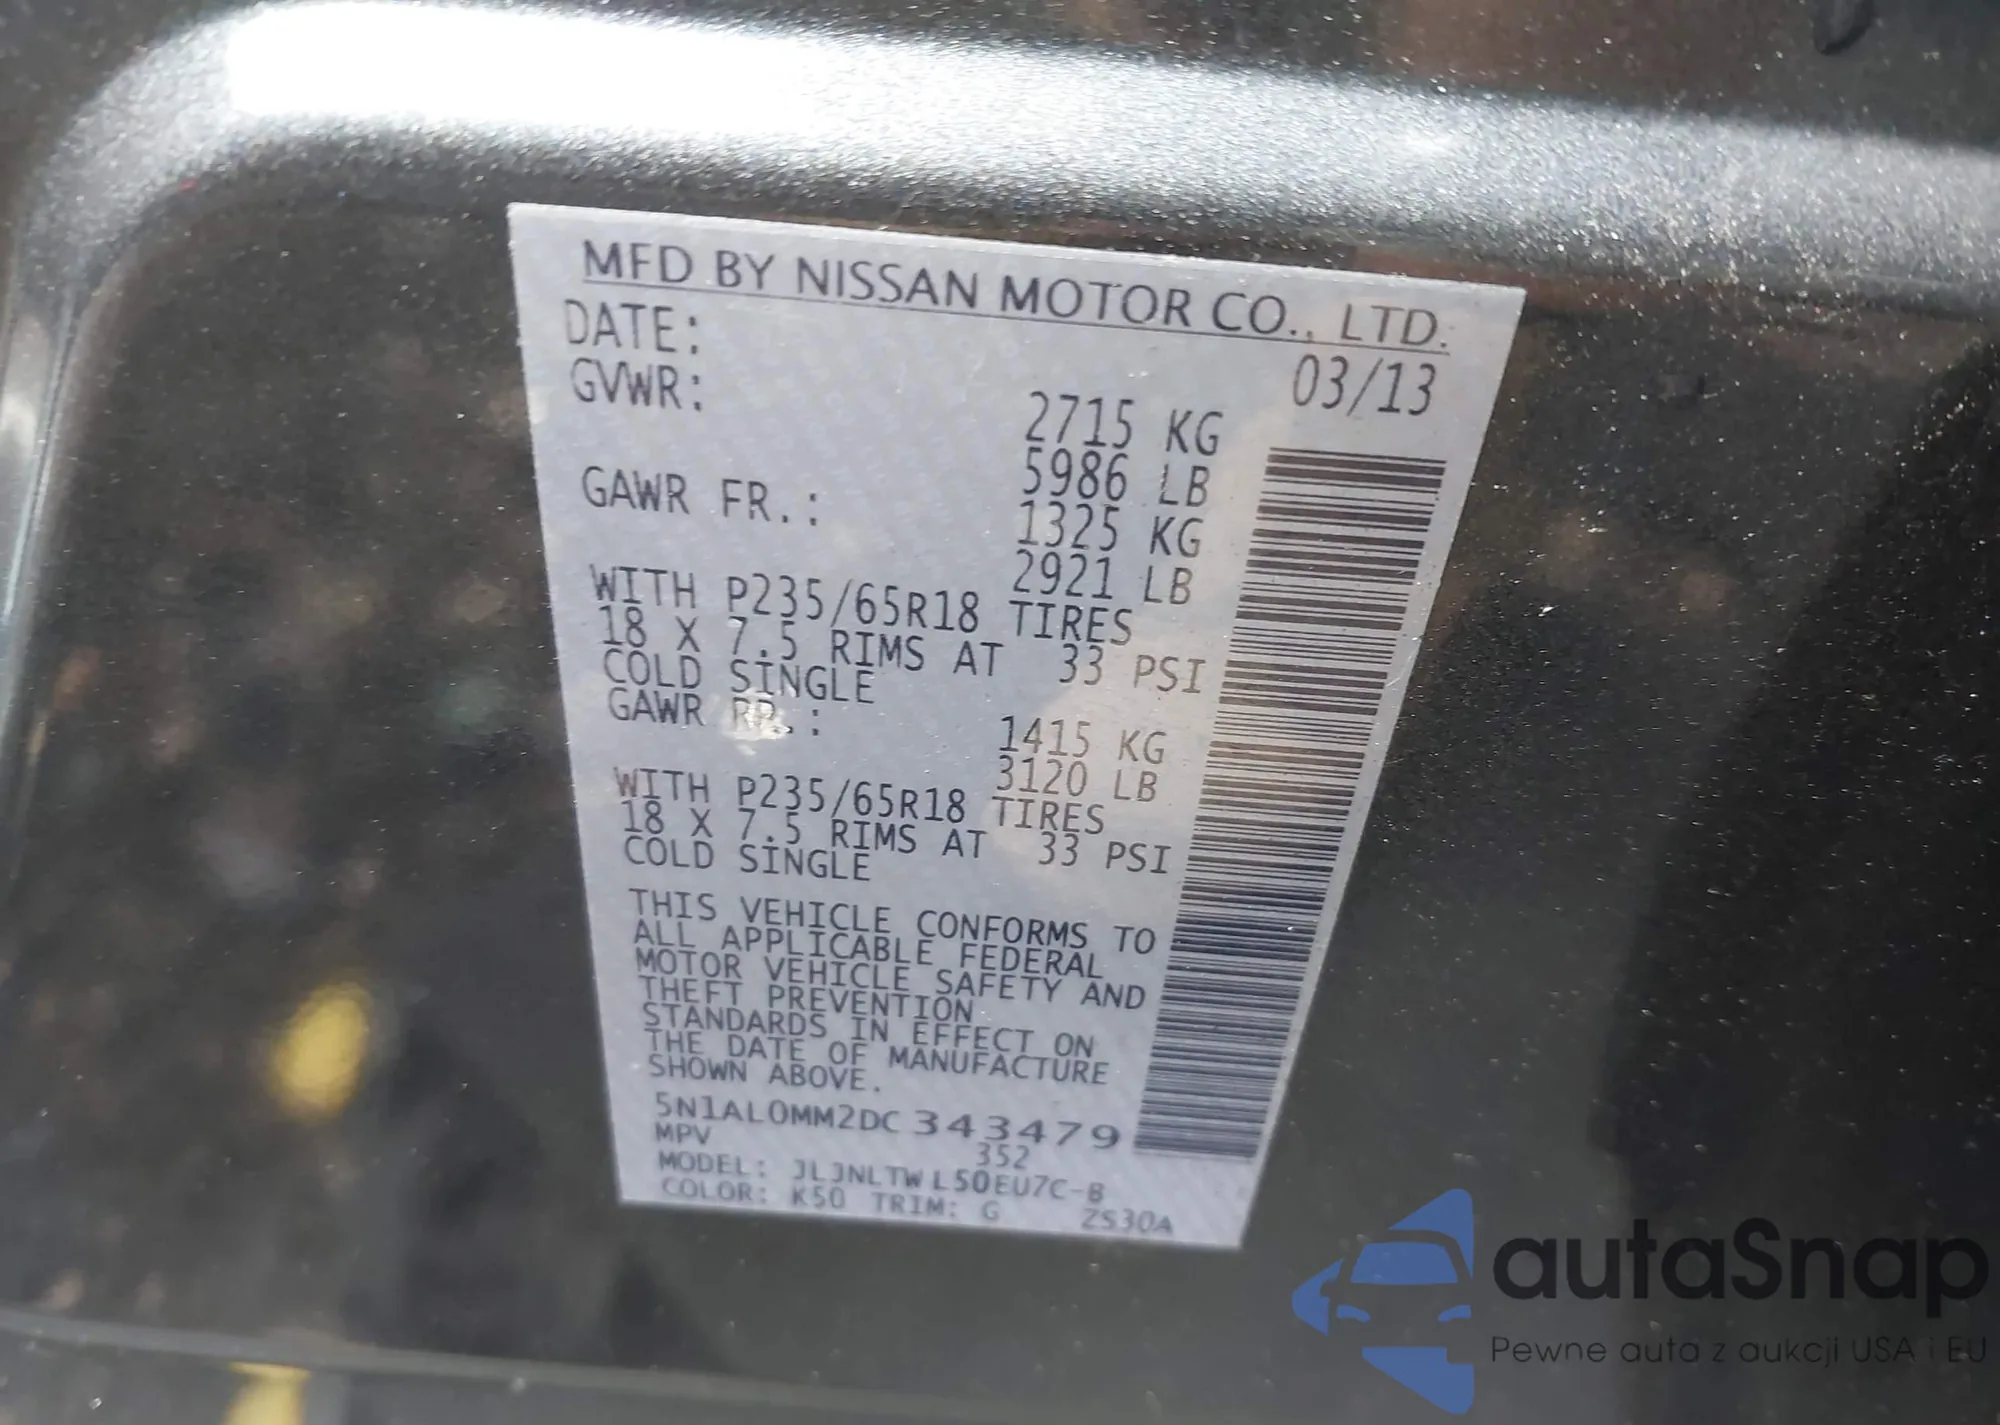 MFD BY NISSAN MOTOR CO., LTD.
DATE: 03/13
GVWR: 2715 KG
5986 LB
GAWR FR.: 1325 KG
2921 LB
WITH P235/65R18 TIRES
18 X 7.5 RIMS AT 33 PSI
COLD SINGLE
GAWR RR.: 1415 KG
3120 LB
WITH P235/65R18 TIRES
18 X 7.5 RIMS AT 33 PSI
COLD SINGLE
THIS VEHICLE CONFORMS TO
ALL APPLICABLE FEDERAL
MOTOR VEHICLE SAFETY AND
THEFT PREVENTION
STANDARDS IN EFFECT ON
THE DATE OF MANUFACTURE
SHOWN ABOVE.
5N1AL0MM2DC343479
MPV 352
MODEL: JLJNLTWL50EU7C-B
COLOR: K50 TRIM: G ZS30A
autaSnap
Pewne auta z aukcji USA i EU